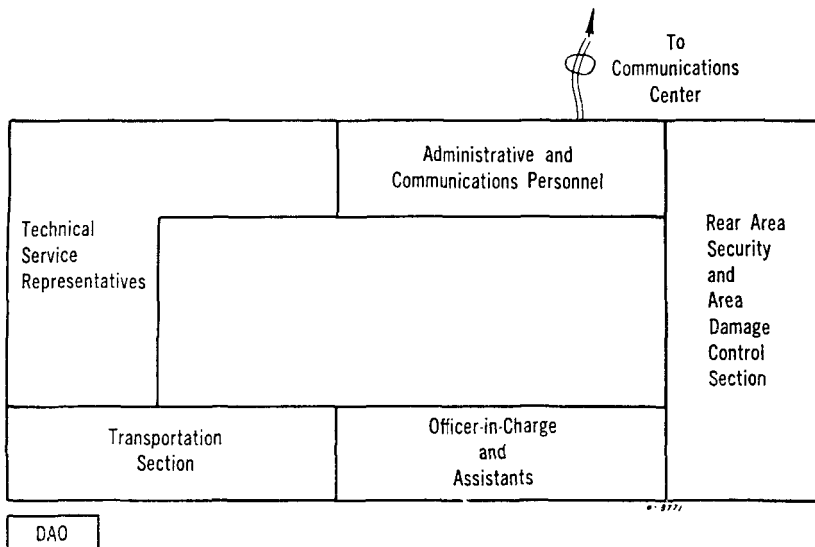 To
Communications
Center
Administrative and
Communications Personnel
Technical
Service
Representatives
Rear Area
Security
and
Area
Damage
Control
Section
Transportation
Section
Officer-in-Charge
and
Assistants
DAO